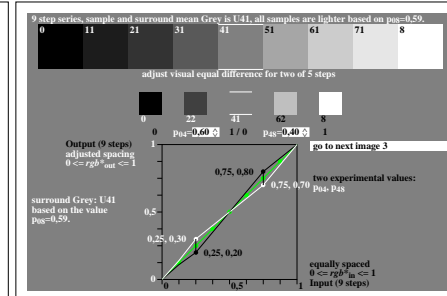 9 step series, sample and surround mean Grey is U41, all samples are lighter based on p08=0,59.
0 11 21 31 41 51 61 71 8
adjust visual equal difference for two of 5 steps
0 22 41 62 8
0 p04=0,60 1 / 0 p48=0,40 1
Output (9 steps)
adjusted spacing
0 <= rgb*out <= 1
1
go to next image 3
0,75, 0,80
two experimental values:
p04, p48
0,75, 0,70
surround Grey: U41
based on the value
p08=0,59.
0,5
0,25, 0,30
0,25, 0,20
equally spaced
0 <= rgb*in <= 1
Input (9 steps)
0
0 0,5 1